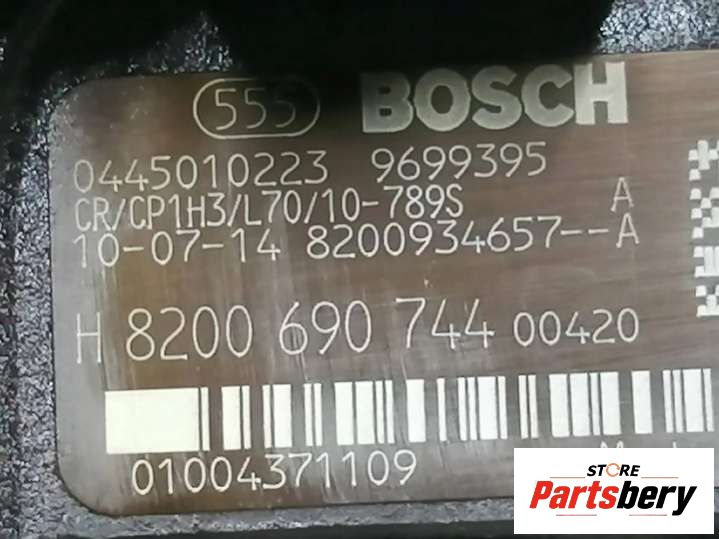 555 BOSCH
0445010223 9699395
CR/CP1H3/L70/10-789S A
10-07-14 8200934657--A
H 8200 690 744 00420
01004371109
STORE
Partsbery